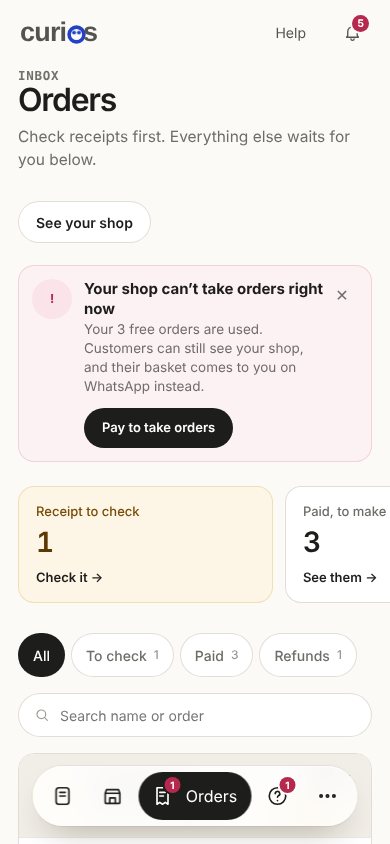 curios
Help
5
INBOX
Orders
Check receipts first. Everything else waits for
you below.
See your shop
!
Your shop can’t take orders right
now
Your 3 free orders are used.
Customers can still see your shop,
and their basket comes to you on
WhatsApp instead.
Pay to take orders
Receipt to check
1
Check it →
Paid, to make
3
See them →
All
To check 1
Paid 3
Refunds 1
Search name or order
1
Orders
1